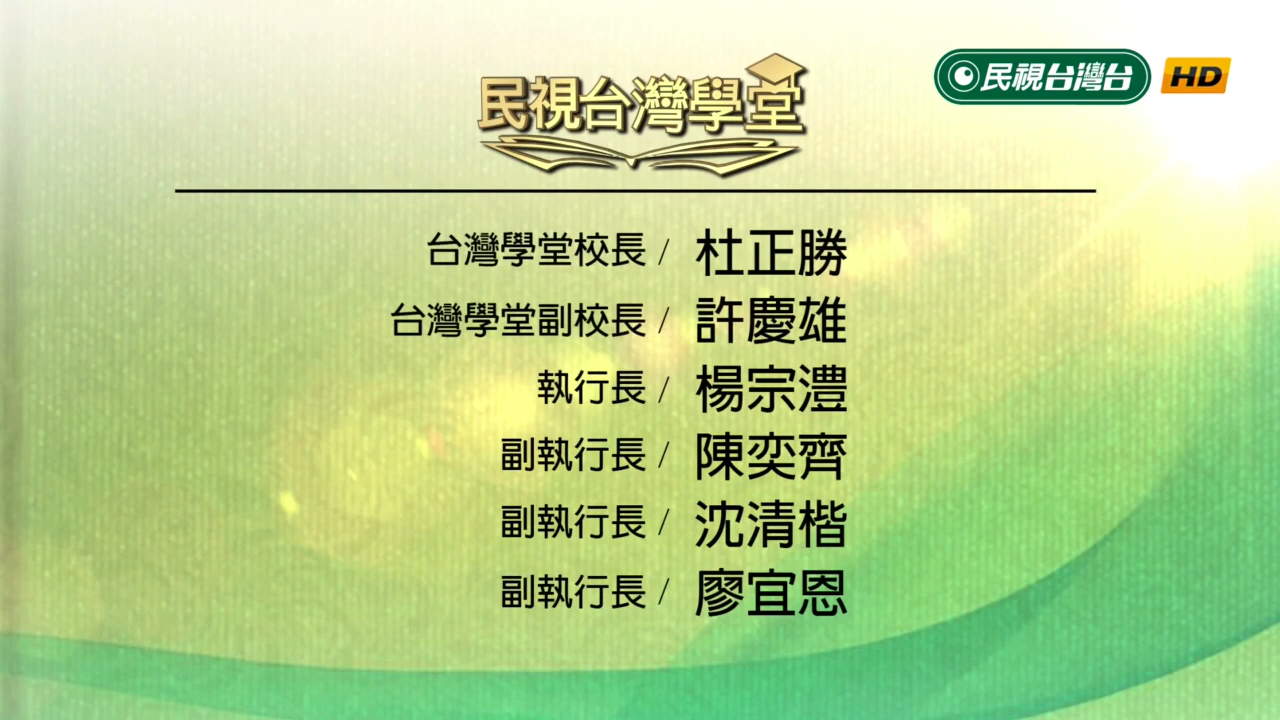 民視台灣台 HD
民視台灣學堂
台灣學堂校長 / 杜正勝
台灣學堂副校長 / 許慶雄
執行長 / 楊宗澧
副執行長 / 陳奕齊
副執行長 / 沈清楷
副執行長 / 廖宜恩